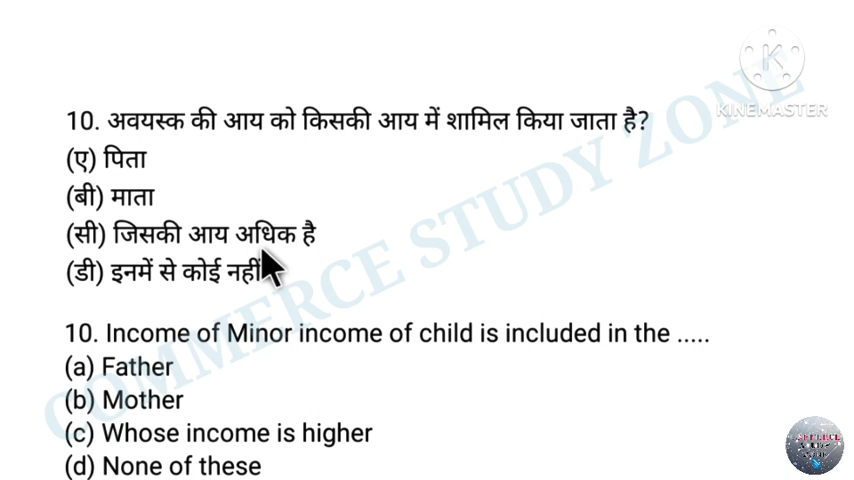 KINEMASTER
10. अवयस्क की आय को किसकी आय में शामिल किया जाता है?
(ए) पिता
(बी) माता
(सी) जिसकी आय अधिक है
(डी) इनमें से कोई नहीं
COMMERCE STUDY ZONE
10. Income of Minor income of child is included in the .....
(a) Father
(b) Mother
(c) Whose income is higher
(d) None of these